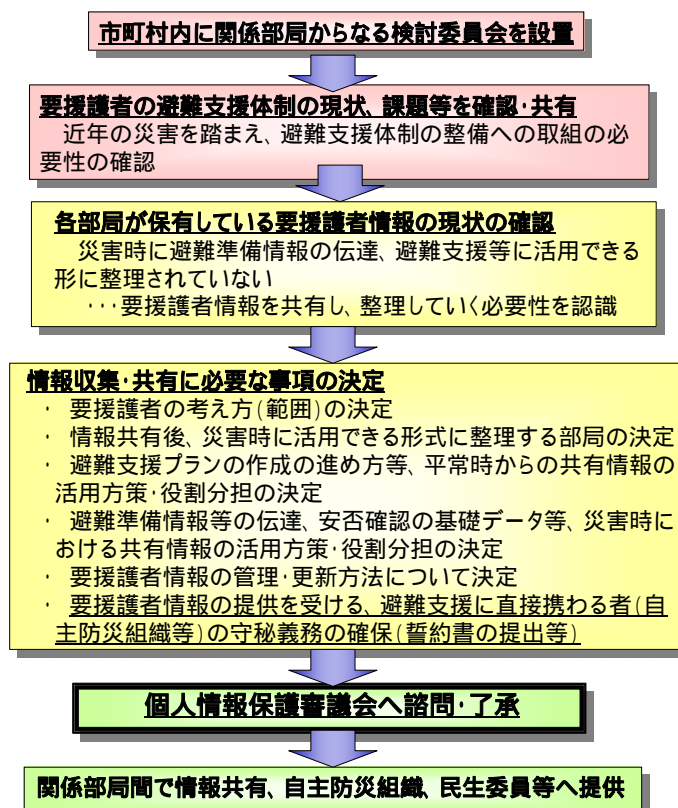 市町村内に関係部局からなる検討委員会を設置
要援護者の避難支援体制の現状、課題等を確認・共有
近年の災害を踏まえ、避難支援体制の整備への取組の必
要性の確認
各部局が保有している要援護者情報の現状の確認
災害時に避難準備情報の伝達、避難支援等に活用できる
形に整理されていない
・・・要援護者情報を共有し、整理していく必要性を認識
情報収集・共有に必要な事項の決定
・ 要援護者の考え方(範囲)の決定
・ 情報共有後、災害時に活用できる形式に整理する部局の決定
・ 避難支援プランの作成の進め方等、平常時からの共有情報の
活用方策・役割分担の決定
・ 避難準備情報等の伝達、安否確認の基礎データ等、災害時に
おける共有情報の活用方策・役割分担の決定
・ 要援護者情報の管理・更新方法について決定
・ 要援護者情報の提供を受ける、避難支援に直接携わる者(自
主防災組織等)の守秘義務の確保(誓約書の提出等)
個人情報保護審議会へ諮問・了承
関係部局間で情報共有、自主防災組織、民生委員等へ提供